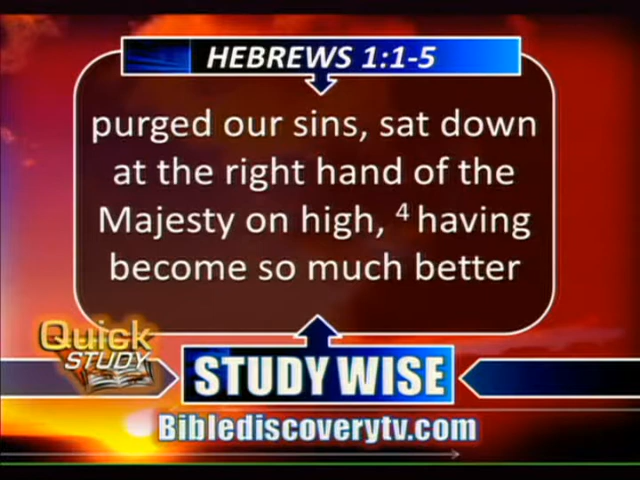 HEBREWS 1:1-5
purged our sins, sat down
at the right hand of the
Majesty on high, ⁴ having
become so much better
Quick
STUDY
STUDY WISE
Biblediscoverytv.com